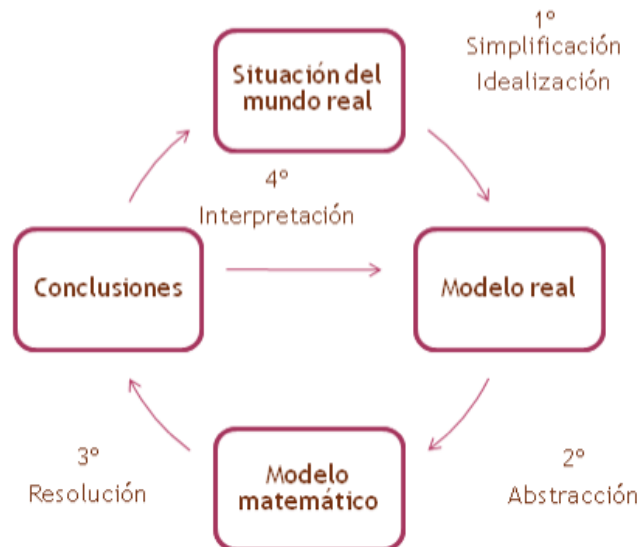 1º
Simplificación
Idealización
Situación del
mundo real
4º
Interpretación
Conclusiones
Modelo real
3º
Resolución
Modelo
matemático
2º
Abstracción